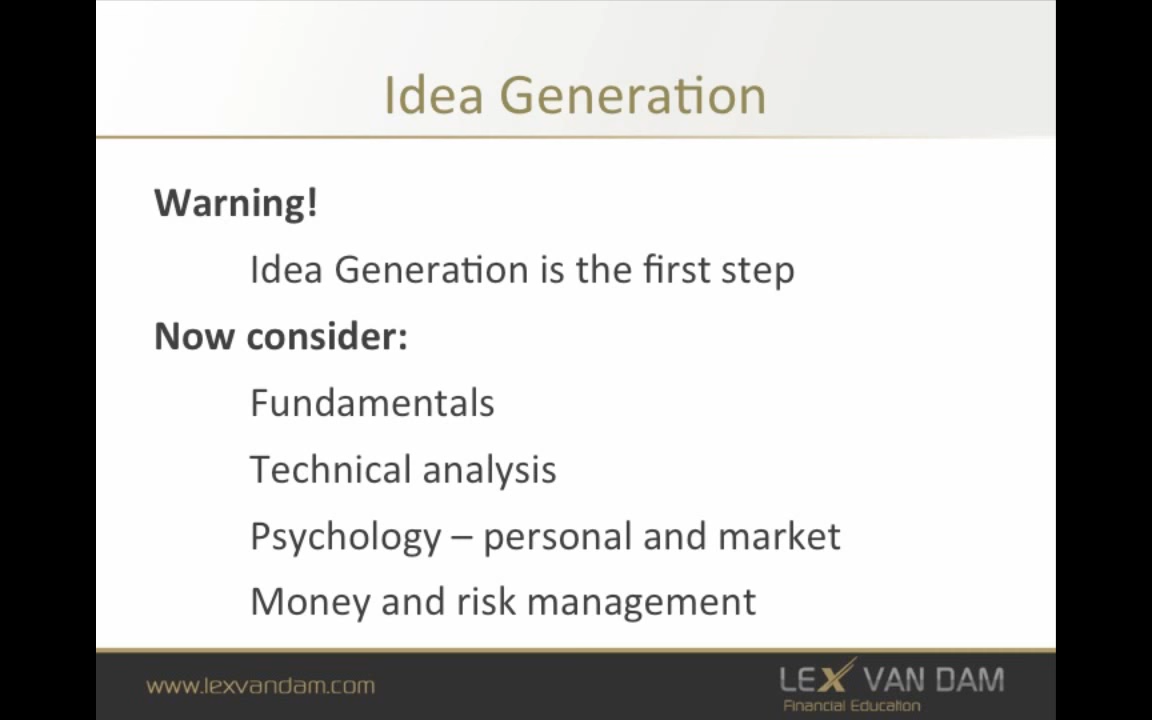 Idea Generation
Warning!
Idea Generation is the first step
Now consider:
Fundamentals
Technical analysis
Psychology – personal and market
Money and risk management
www.lexvandam.com
LEX VAN DAM
Financial Education